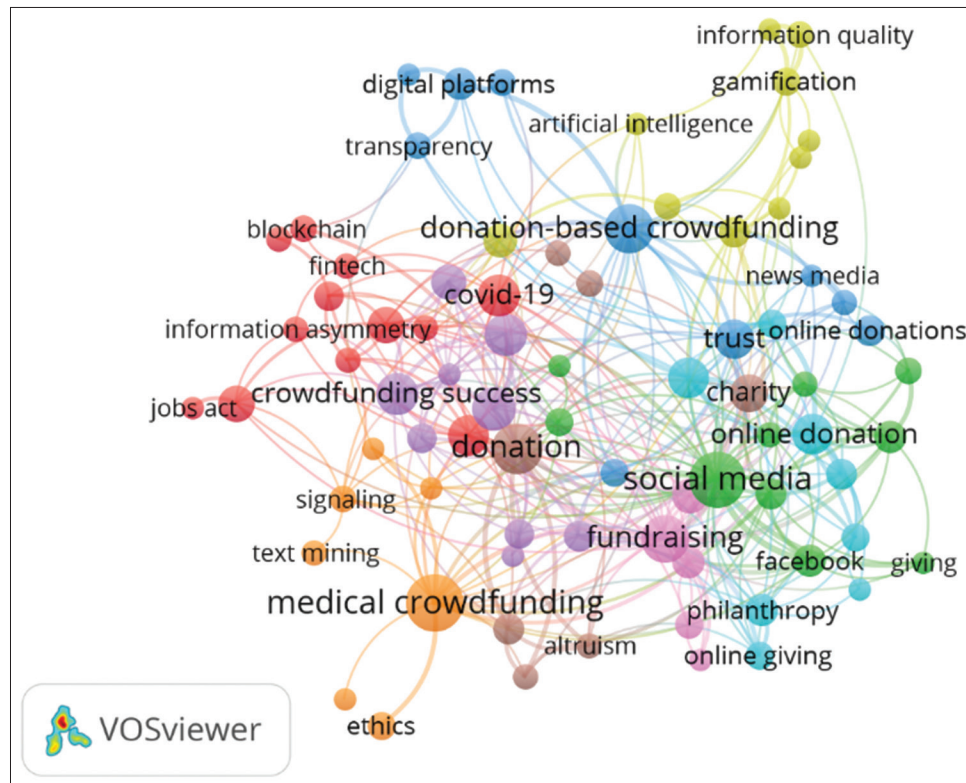 information quality
digital platforms
gamification
artificial intelligence
transparency
blockchain
donation-based crowdfunding
fintech
news media
covid-19
information asymmetry
trust
online donations
crowdfunding success
charity
jobs act
donation
online donation
social media
signaling
fundraising
text mining
facebook
giving
medical crowdfunding
philanthropy
altruism
online giving
ethics
VOSviewer